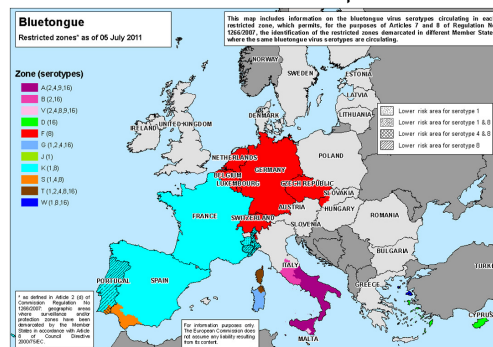 Bluetongue
Restricted zones* as of 05 July 2011
This map includes information on the bluetongue virus serotypes circulating in each
restricted zone, which permits, for the purposes of Articles 7 and 8 of Regulation No
1266/2007, the identification of the restricted zones demarcated in different Member States
where the same bluetongue virus serotypes are circulating.
Zone (serotypes)
A (2,4,9,16)
B (2,16)
V (2,4,8,9,16)
D (16)
F (8)
G (1,2,4,16)
J (1)
K (1,8)
S (1,4,8)
T (1,2,4,8,16)
W (1,8,16)
Lower risk area for serotype 1
Lower risk area for serotype 1 & 8
Lower risk area for serotype 4 & 8
Lower risk area for serotype 8
NORWAY
SWEDEN
ESTONIA
LATVIA
LITHUANIA
DENMARK
IRELAND
UNITED KINGDOM
NETHERLANDS
POLAND
GERMANY
BELGIUM
LUXEMBOURG
CZECH REPUBLIC
SLOVAKIA
AUSTRIA
HUNGARY
FRANCE
SWITZERLAND
SLOVENIA
ROMANIA
BULGARIA
ITALY
PORTUGAL
SPAIN
GREECE
TURKE
CYPRUS
MALTA
* as defined in Article 2 (d) of
Commission Regulation No
1266/2007: geographic areas
where surveillance and/or
protection zones have been
demarcated by the Member
States in accordance with Article
8 of Council Directive
2000/75/EC.
For information purposes only.
The European Commission does
not assume any liability resulting
from its content.